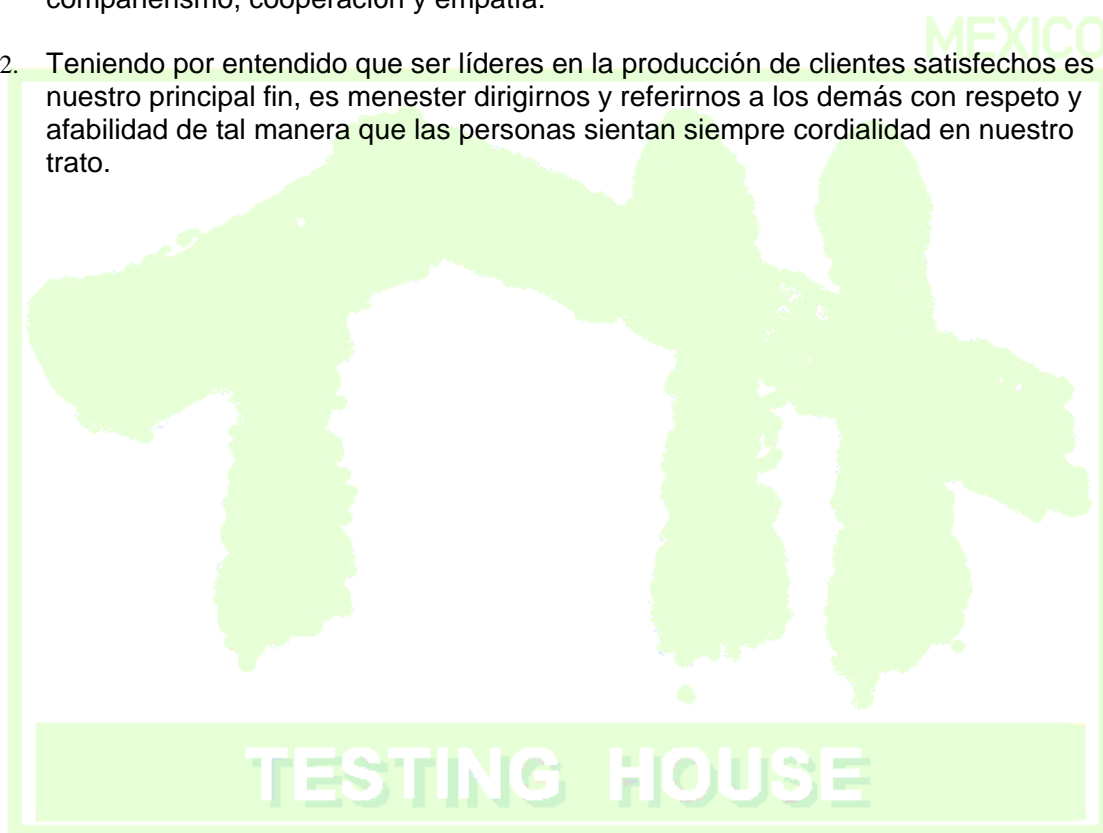 compañerismo, cooperación y empatía.
MEXICO
2. Teniendo por entendido que ser líderes en la producción de clientes satisfechos es
nuestro principal fin, es menester dirigirnos y referirnos a los demás con respeto y
afabilidad de tal manera que las personas sientan siempre cordialidad en nuestro
trato.
TESTING HOUSE